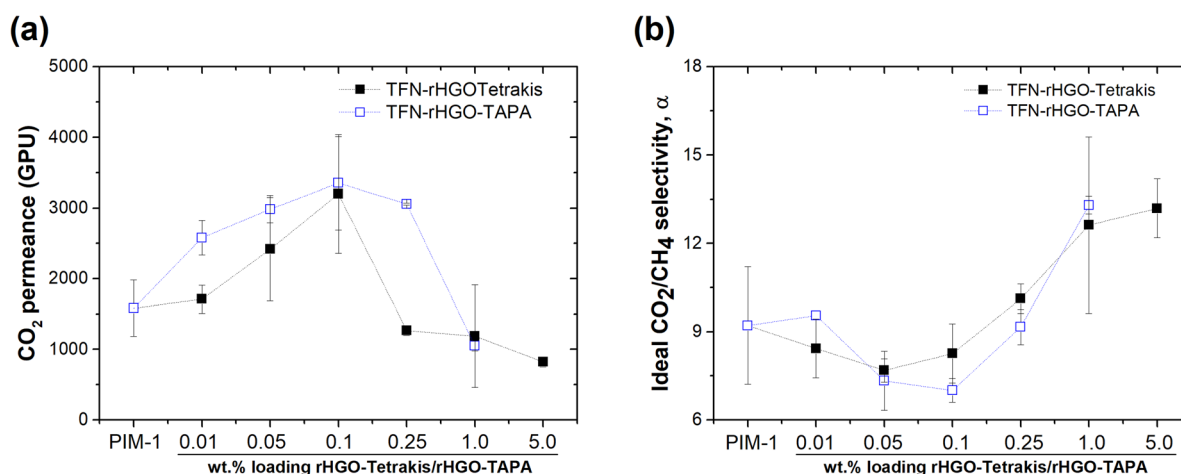 (a)
CO2 permeance (GPU)
5000
4000
3000
2000
1000
0
TFN-rHGOTetrakis
TFN-rHGO-TAPA
PIM-1 0.01 0.05 0.1 0.25 1.0 5.0
wt.% loading rHGO-Tetrakis/rHGO-TAPA
(b)
Ideal CO2/CH4 selectivity, α
18
15
12
9
6
TFN-rHGO-Tetrakis
TFN-rHGO-TAPA
PIM-1 0.01 0.05 0.1 0.25 1.0 5.0
wt.% loading rHGO-Tetrakis/rHGO-TAPA